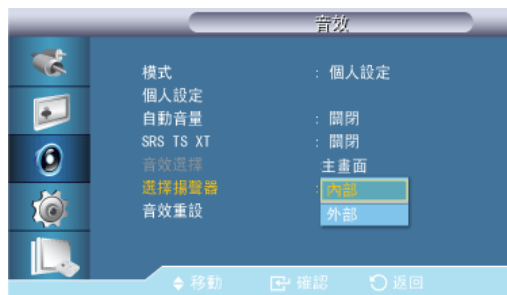 音效
模式 : 個人設定
個人設定
自動音量 : 關閉
SRS TS XT : 關閉
音效選擇 主畫面
選擇揚聲器 : 內部
外部
音效重設
移動 確認 返回